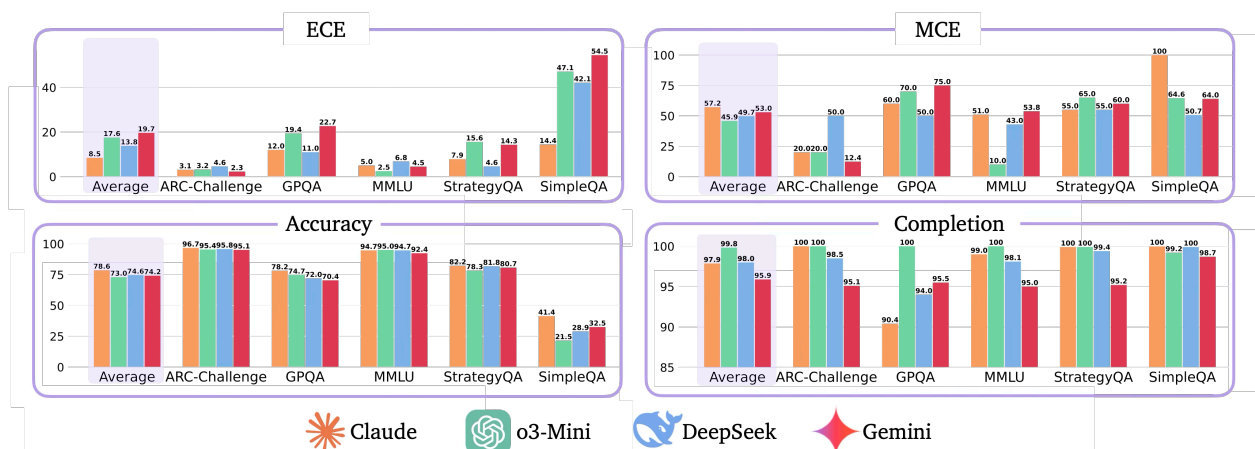 ECE
40
20
0
8.5 17.6 13.8 19.7
3.1 3.2 4.6 2.3
12.0 19.4 11.0 22.7
5.0 2.5 6.8 4.5
7.9 15.6 4.6 14.3
14.4 47.1 42.1 54.5
Average ARC-Challenge GPQA MMLU StrategyQA SimpleQA
MCE
100
75
50
25
0
57.2 45.9 49.7 53.0
20.0 20.0 50.0 12.4
60.0 70.0 50.0 75.0
51.0 10.0 43.0 53.8
55.0 65.0 55.0 60.0
100 64.6 50.7 64.0
Average ARC-Challenge GPQA MMLU StrategyQA SimpleQA
Accuracy
100
75
50
25
0
78.6 73.0 74.6 74.2
96.7 95.4 95.8 95.1
78.2 74.7 72.0 70.4
94.7 95.0 94.7 92.4
82.2 78.3 81.8 80.7
41.4 21.5 28.9 32.5
Average ARC-Challenge GPQA MMLU StrategyQA SimpleQA
Completion
100
95
90
85
97.9 99.8 98.0 95.9
100 100 98.5 95.1
90.4 100 94.0 95.5
99.0 100 98.1 95.0
100 100 99.4 95.2
100 99.2 100 98.7
Average ARC-Challenge GPQA MMLU StrategyQA SimpleQA
Claude o3-Mini DeepSeek Gemini